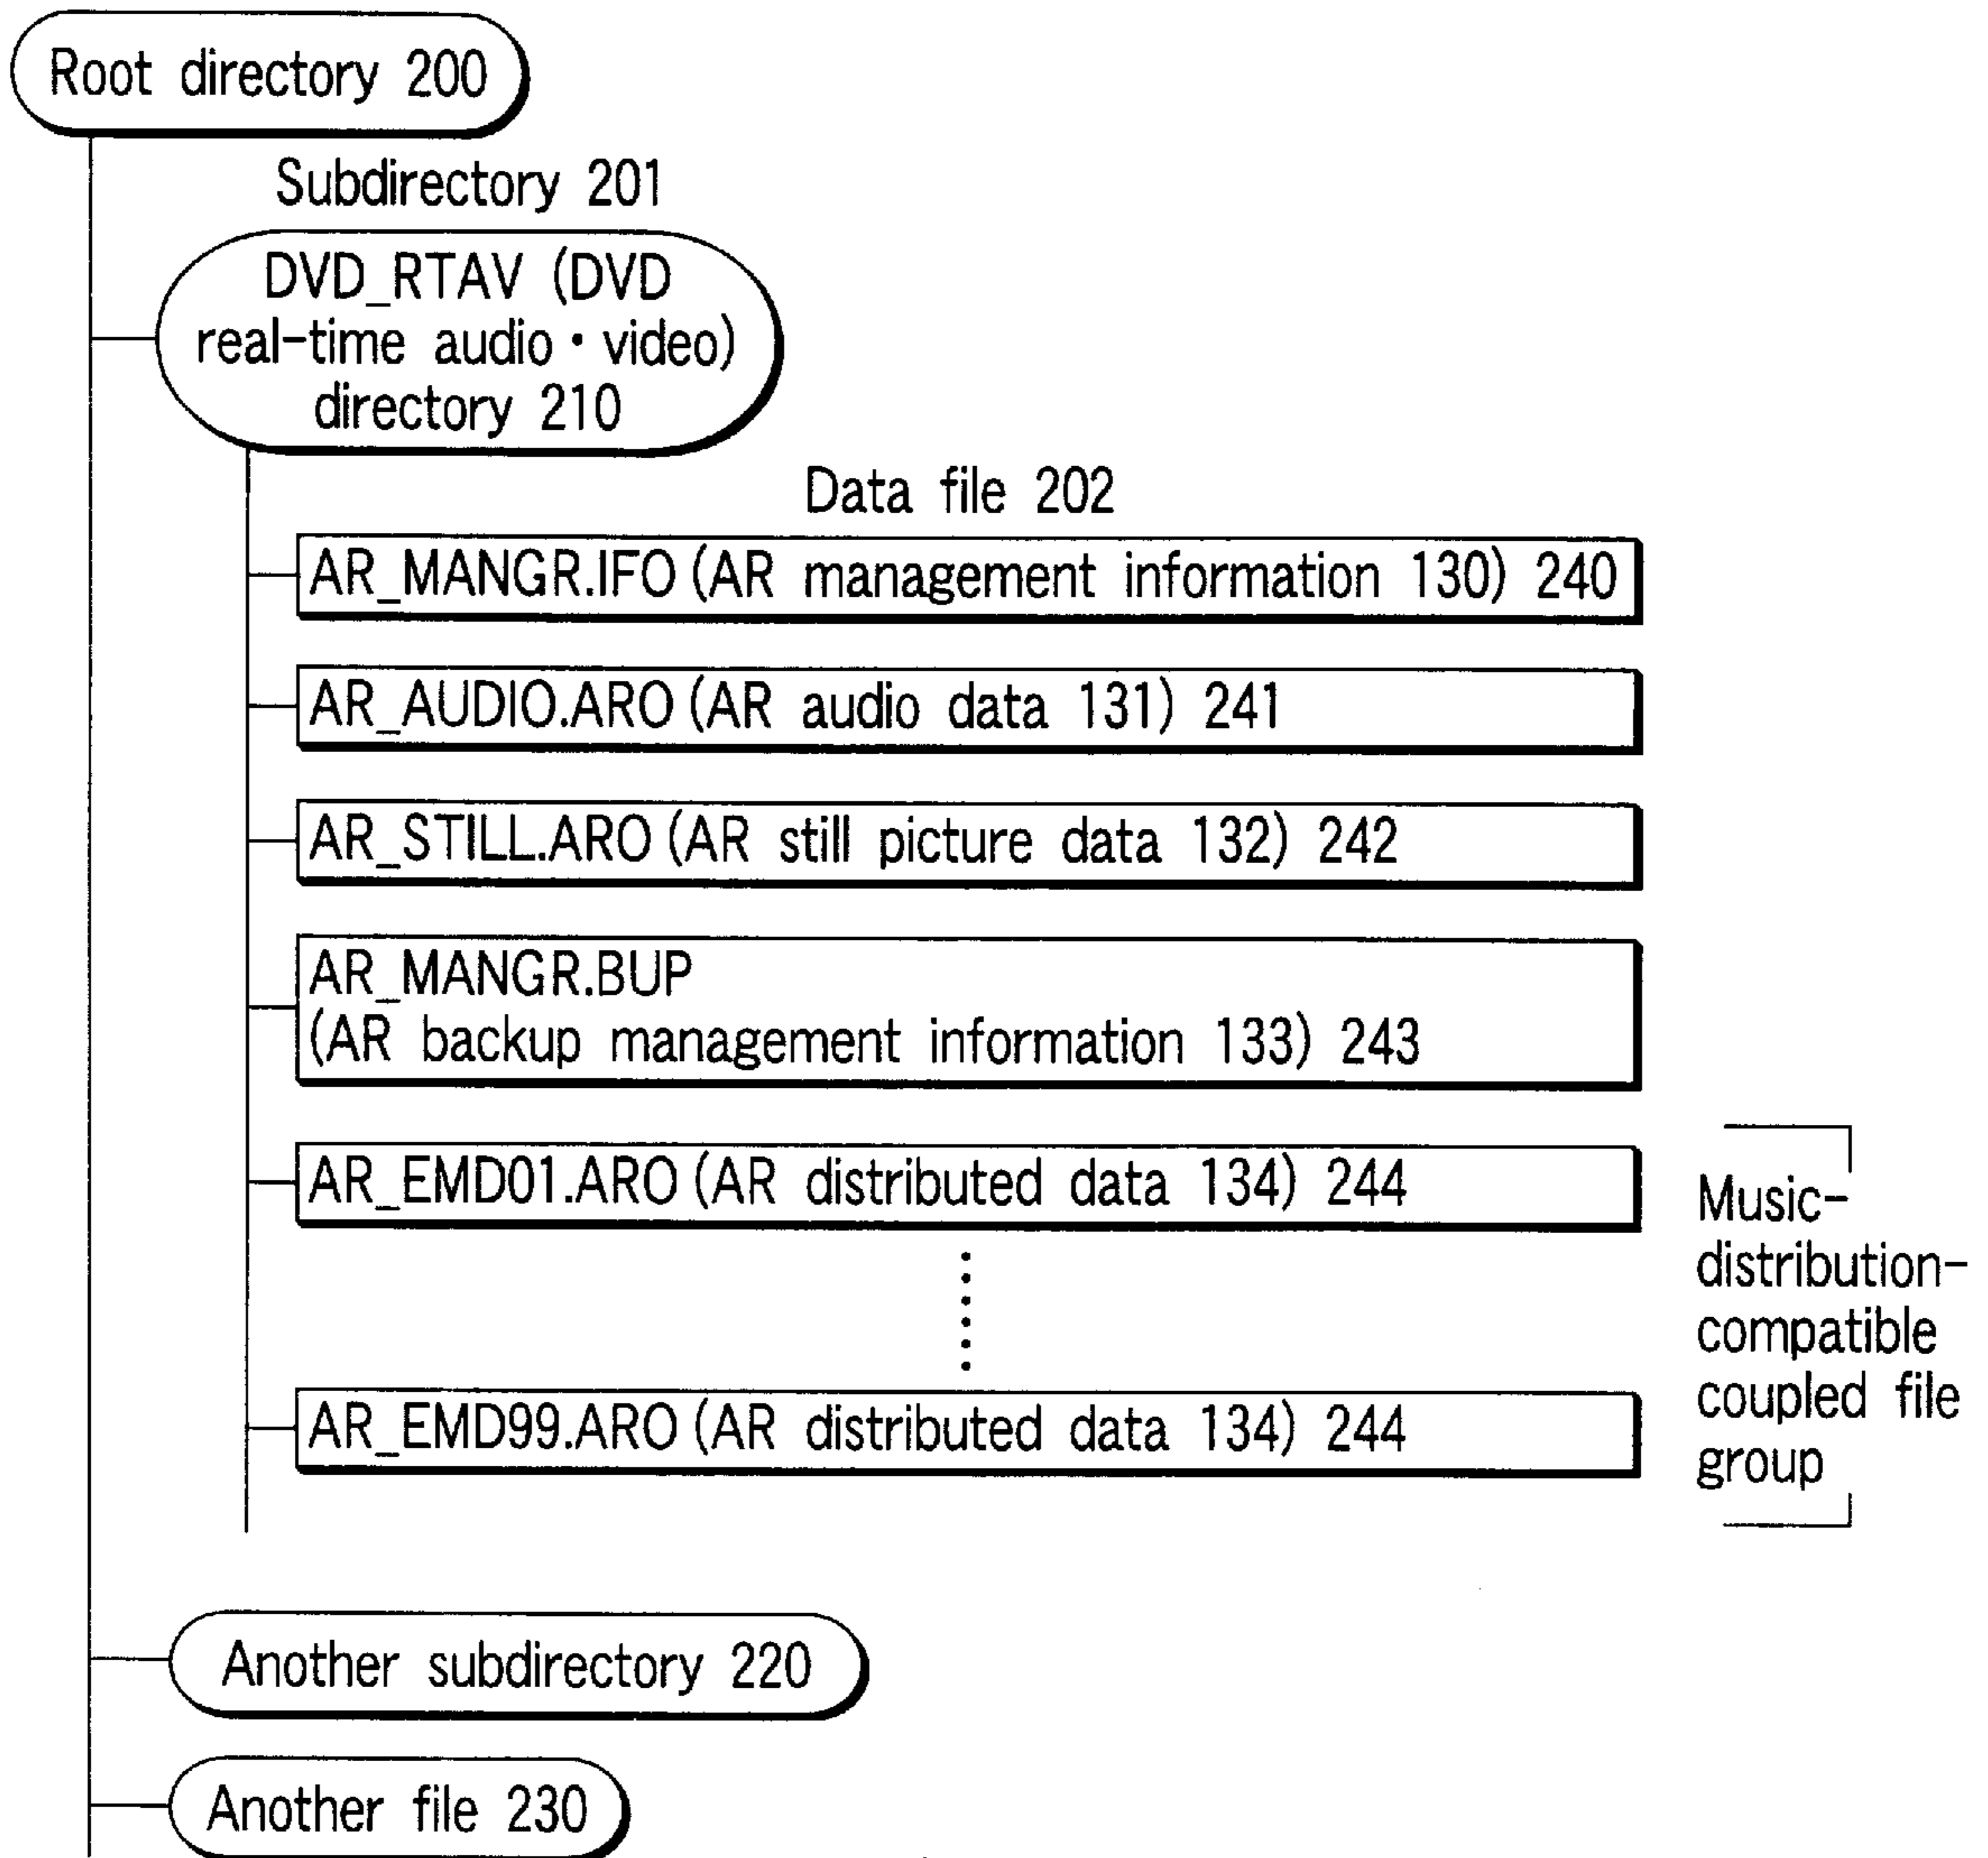 Root directory 200
Subdirectory 201
DVD_RTAV (DVD
real-time audio・video)
directory 210
Data file 202
AR_MANGR.IFO (AR management information 130) 240
AR_AUDIO.ARO (AR audio data 131) 241
AR_STILL.ARO (AR still picture data 132) 242
AR_MANGR.BUP
(AR backup management information 133) 243
AR_EMD01.ARO (AR distributed data 134) 244
AR_EMD99.ARO (AR distributed data 134) 244
Music-
distribution-
compatible
coupled file
group
Another subdirectory 220
Another file 230